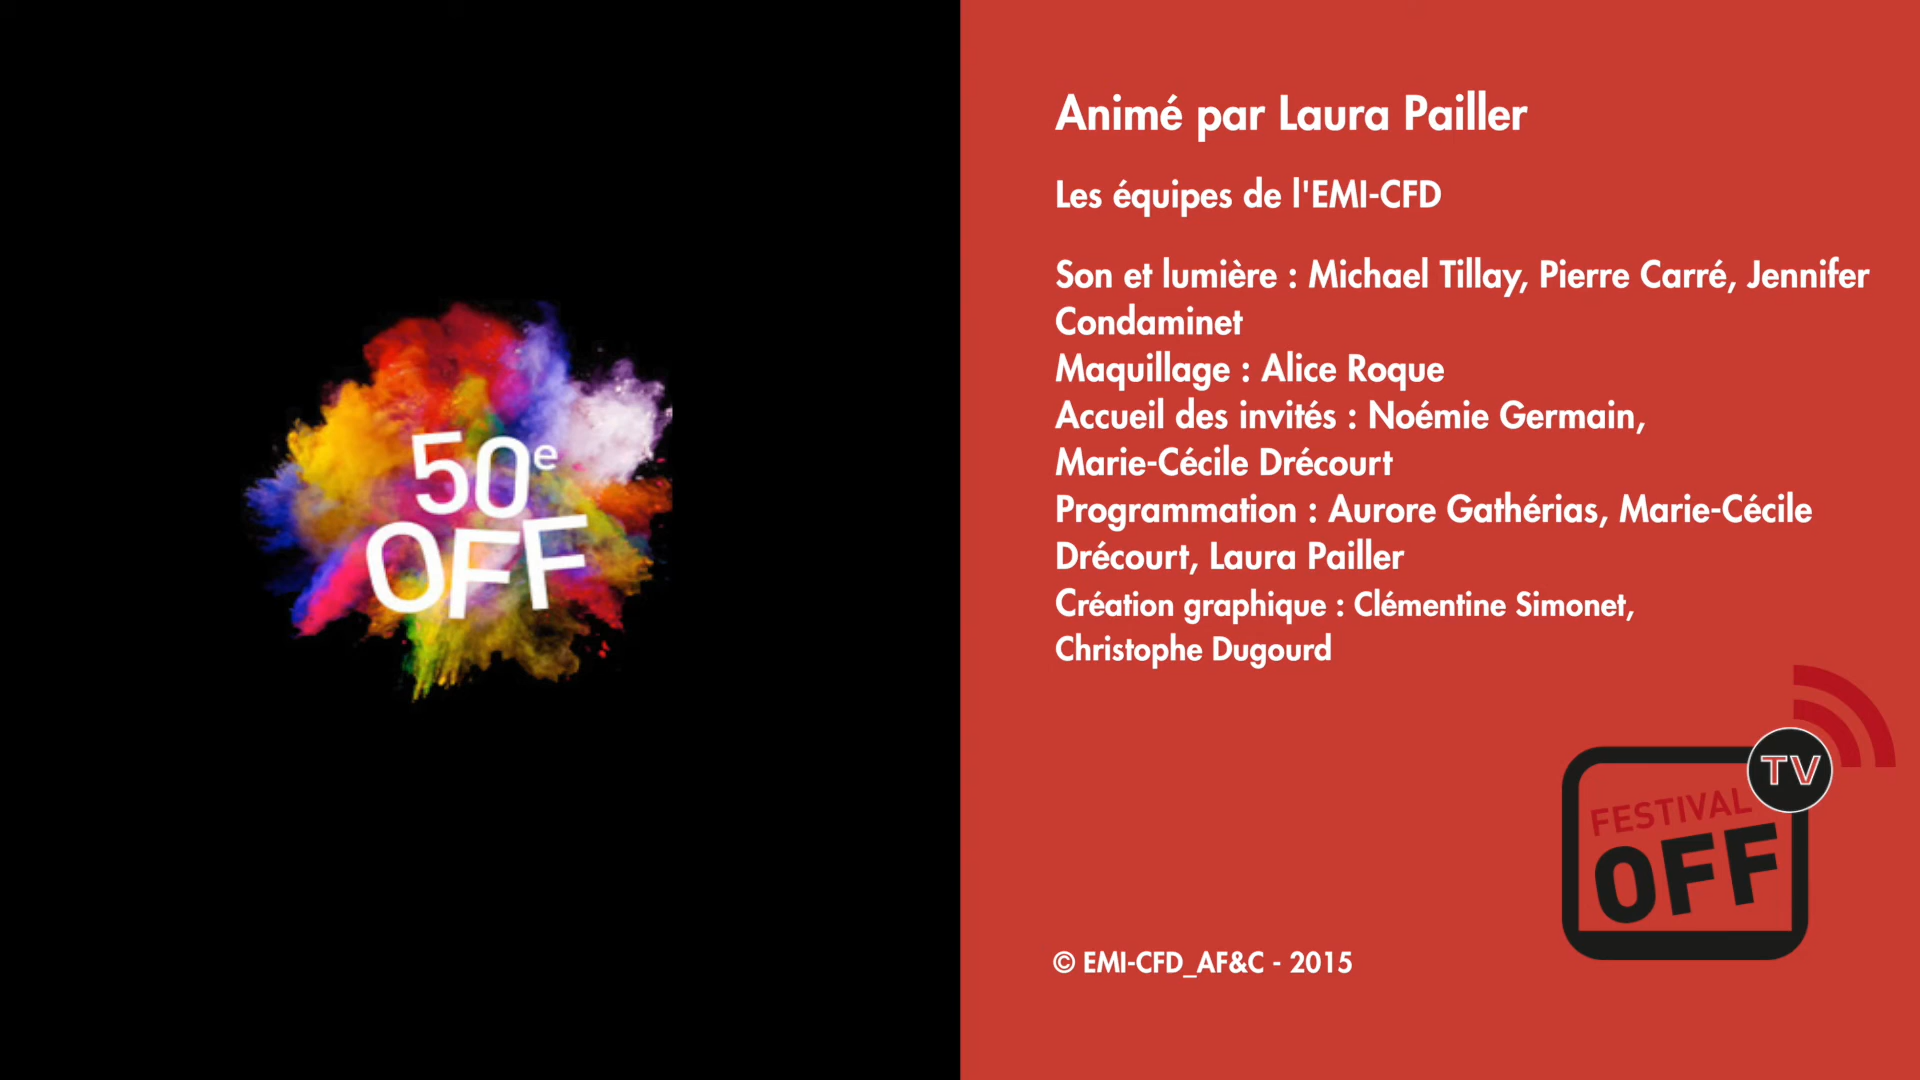 50e
OFF
Animé par Laura Pailler
Les équipes de l'EMI-CFD
Son et lumière : Michael Tillay, Pierre Carré, Jennifer
Condaminet
Maquillage : Alice Roque
Accueil des invités : Noémie Germain,
Marie-Cécile Drécourt
Programmation : Aurore Gathérias, Marie-Cécile
Drécourt, Laura Pailler
Création graphique : Clémentine Simonet,
Christophe Dugourd
TV
FESTIVAL
OFF
© EMI-CFD_AF&C - 2015